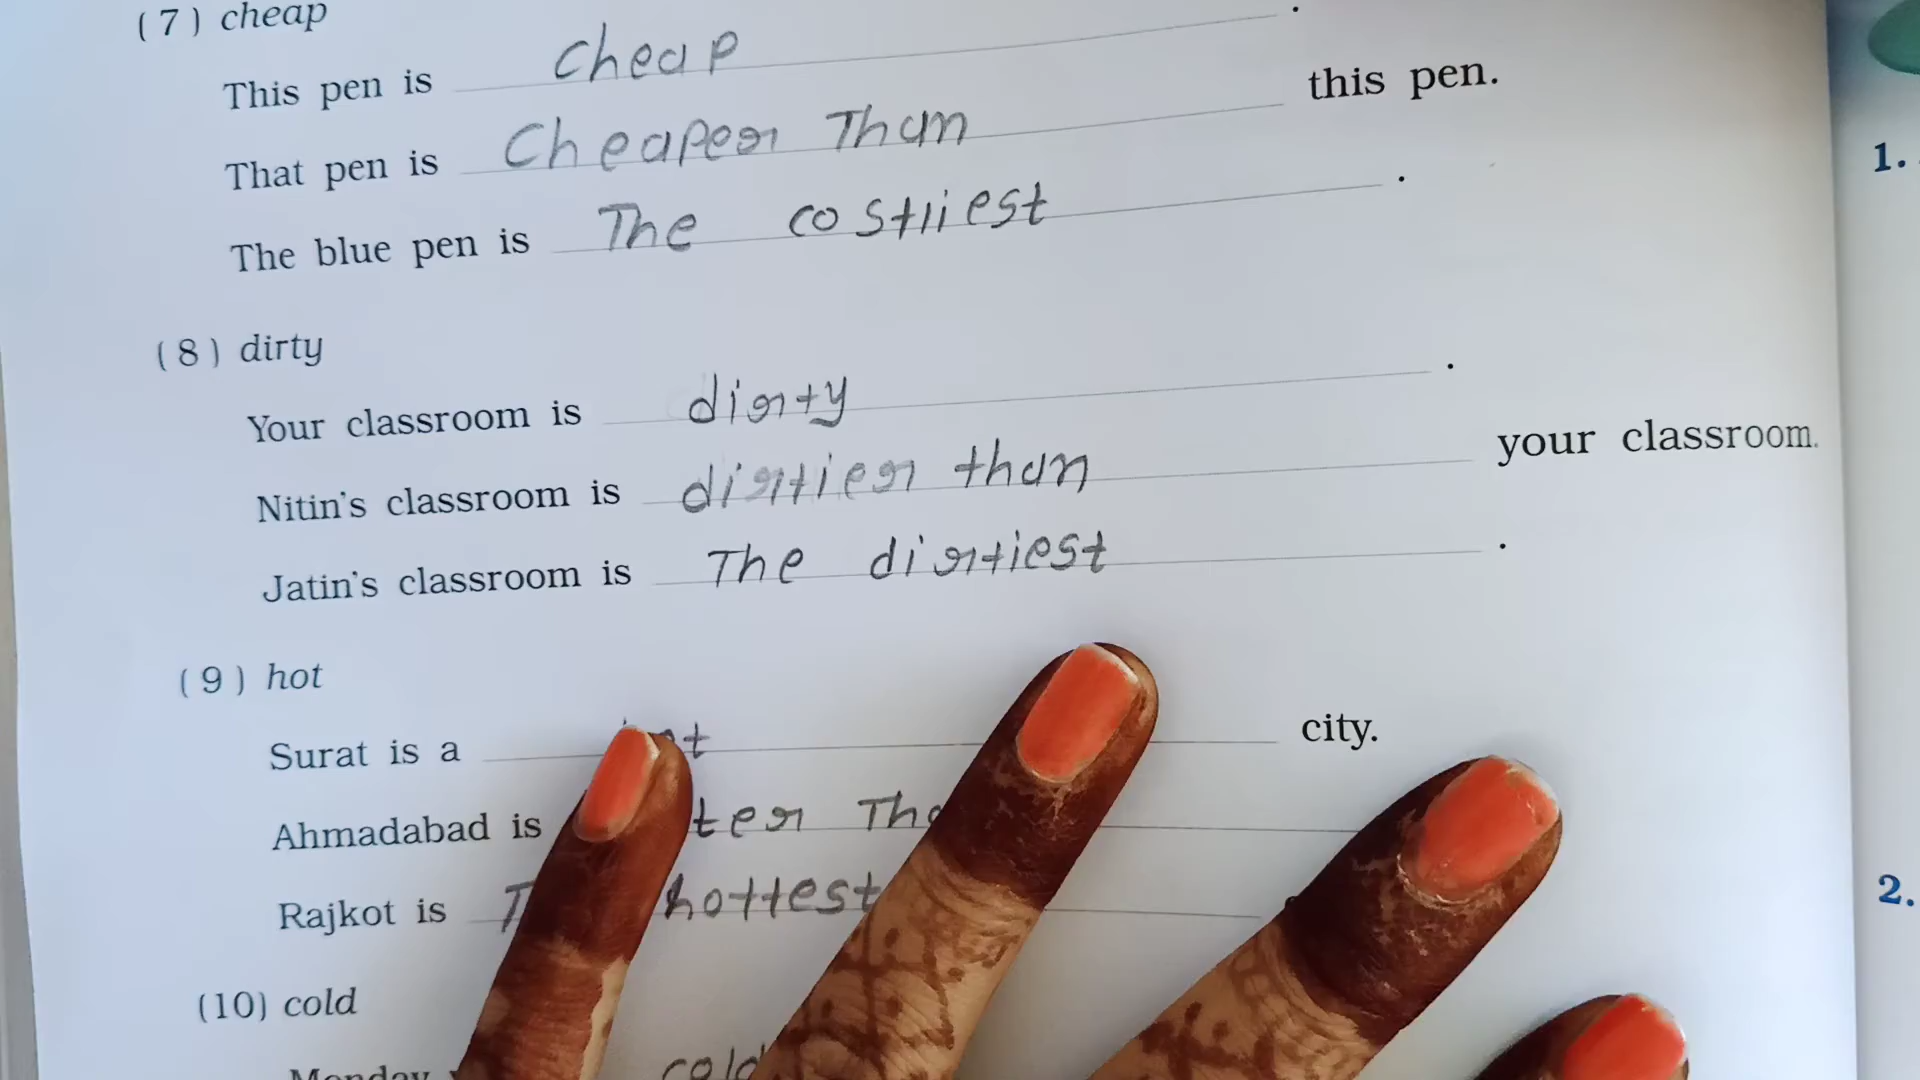 (7) cheap
This pen is cheap .
That pen is Cheaper Than this pen.
The blue pen is The costliest .
(8) dirty
Your classroom is dirty .
Nitin's classroom is dirtier than your classroom.
Jatin's classroom is The dirtiest .
(9) hot
Surat is a city.
Ahmadabad is
Rajkot is hottest
(10) cold
Monday cold
1.
2.